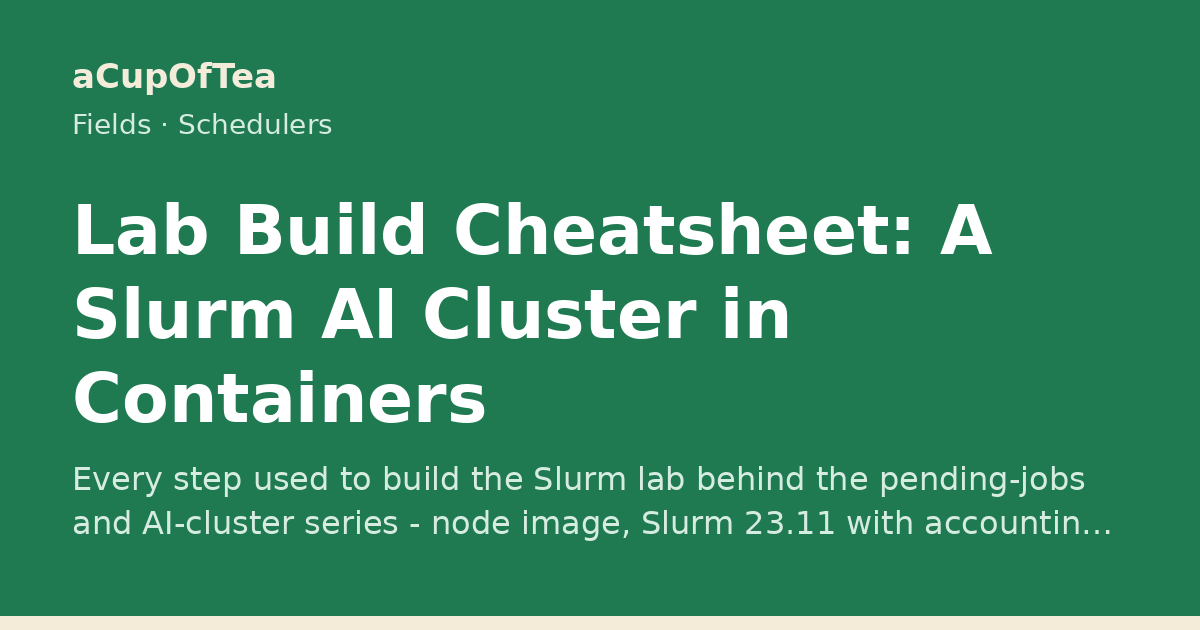 aCupOfTea
Fields · Schedulers
Lab Build Cheatsheet: A
Slurm AI Cluster in
Containers
Every step used to build the Slurm lab behind the pending-jobs
and AI-cluster series - node image, Slurm 23.11 with accountin…